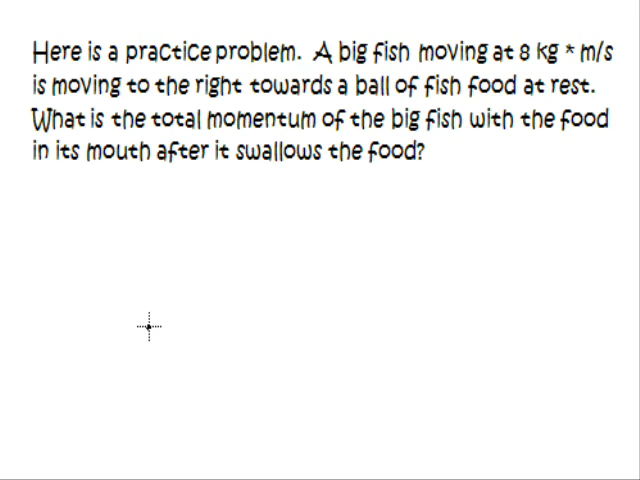 Here is a practice problem. A big fish moving at 8 kg * m/s
is moving to the right towards a ball of fish food at rest.
What is the total momentum of the big fish with the food
in its mouth after it swallows the food?